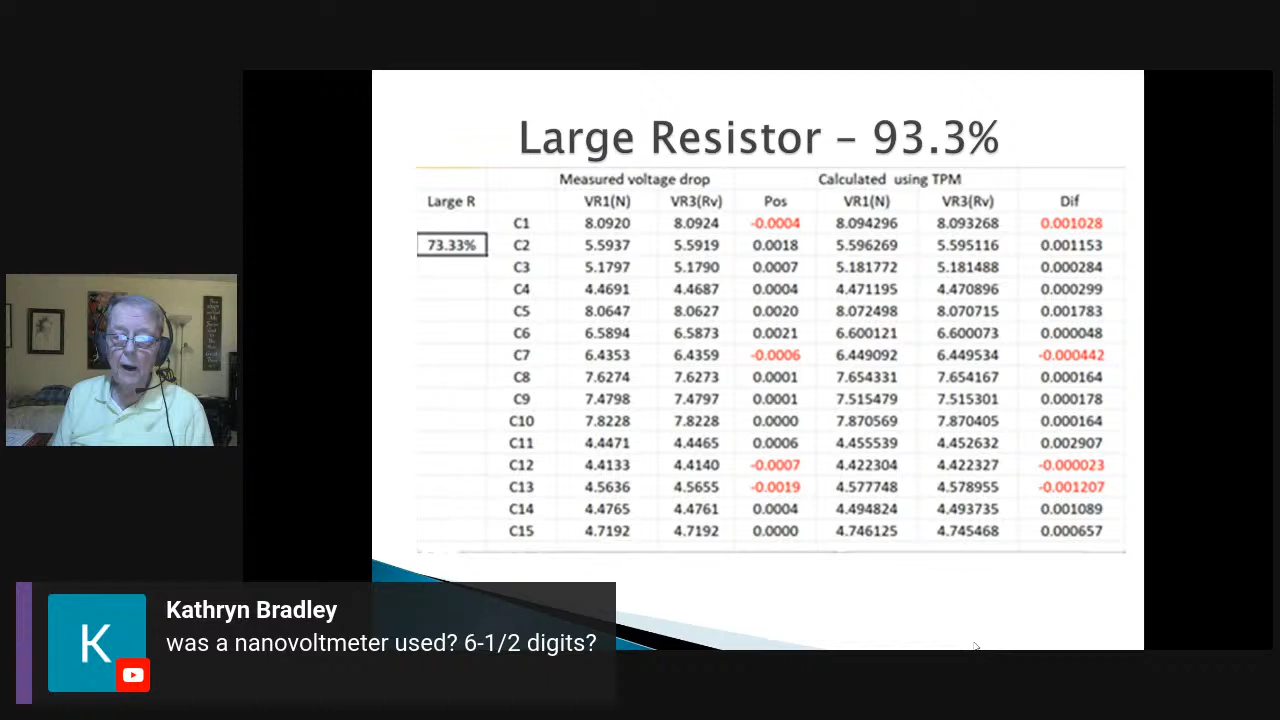 Large Resistor – 93.3%
Measured voltage drop Calculated using TPM
Large R VR1(N) VR3(Rv) Pos VR1(N) VR3(Rv) Dif
C1 8.0920 8.0924 -0.0004 8.094296 8.093268 0.001028
73.33% C2 5.5937 5.5919 0.0018 5.596269 5.595116 0.001153
C3 5.1797 5.1790 0.0007 5.181772 5.181488 0.000284
C4 4.4691 4.4687 0.0004 4.471195 4.470896 0.000299
C5 8.0647 8.0627 0.0020 8.072498 8.070715 0.001783
C6 6.5894 6.5873 0.0021 6.600121 6.600073 0.000048
C7 6.4353 6.4359 -0.0006 6.449092 6.449534 -0.000442
C8 7.6274 7.6273 0.0001 7.654331 7.654167 0.000164
C9 7.4798 7.4797 0.0001 7.515479 7.515301 0.000178
C10 7.8228 7.8228 0.0000 7.870569 7.870405 0.000164
C11 4.4471 4.4465 0.0006 4.455539 4.452632 0.002907
C12 4.4133 4.4140 -0.0007 4.422304 4.422327 -0.000023
C13 4.5636 4.5655 -0.0019 4.577748 4.578955 -0.001207
C14 4.4765 4.4761 0.0004 4.494824 4.493735 0.001089
C15 4.7192 4.7192 0.0000 4.746125 4.745468 0.000657
K
Kathryn Bradley
was a nanovoltmeter used? 6-1/2 digits?